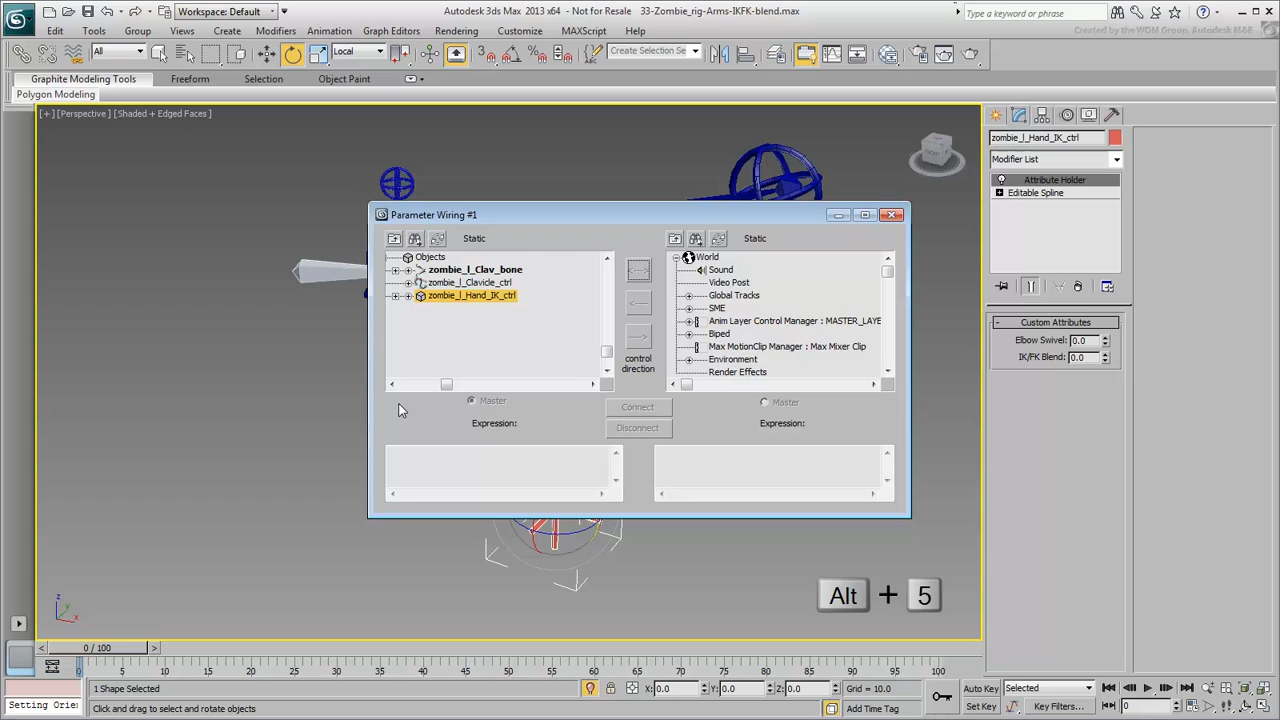 Workspace: Default
Autodesk 3ds Max 2013 x64 - Not for Resale 33-Zombie_rig-Arms-IKFK-blend.max
Type a keyword or phrase
Edit Tools Group Views Create Modifiers Animation Graph Editors Rendering Customize MAXScript Help
Created by the WDM Group, Autodesk M&E
All
Local
Create Selection Se
Graphite Modeling Tools Freeform Selection Object Paint
Polygon Modeling
[ + ] [Perspective ] [Shaded + Edged Faces ]
zombie_l_Hand_IK_ctrl
Modifier List
Attribute Holder
Editable Spline
Custom Attributes
Elbow Swivel: 0.0
IK/FK Blend: 0.0
Parameter Wiring #1
Static
Static
Objects
zombie_l_Clav_bone
zombie_l_Clavicle_ctrl
zombie_l_Hand_IK_ctrl
<-->
<---
--->
control
direction
World
Sound
Video Post
Global Tracks
SME
Anim Layer Control Manager : MASTER_LAYE
Biped
Max MotionClip Manager : Max Mixer Clip
Environment
Render Effects
Master
Connect
Master
Expression:
Disconnect
Expression:
Alt + 5
z
y
x
0 / 100
0 5 10 15 20 25 30 35 40 45 50 55 60 65 70 75 80 85 90 95 100
1 Shape Selected
X: 0.0 Y: 0.0 Z: 0.0
Grid = 10.0
Auto Key Selected
Setting Orie
Click and drag to select and rotate objects
Add Time Tag
Set Key Key Filters... 0